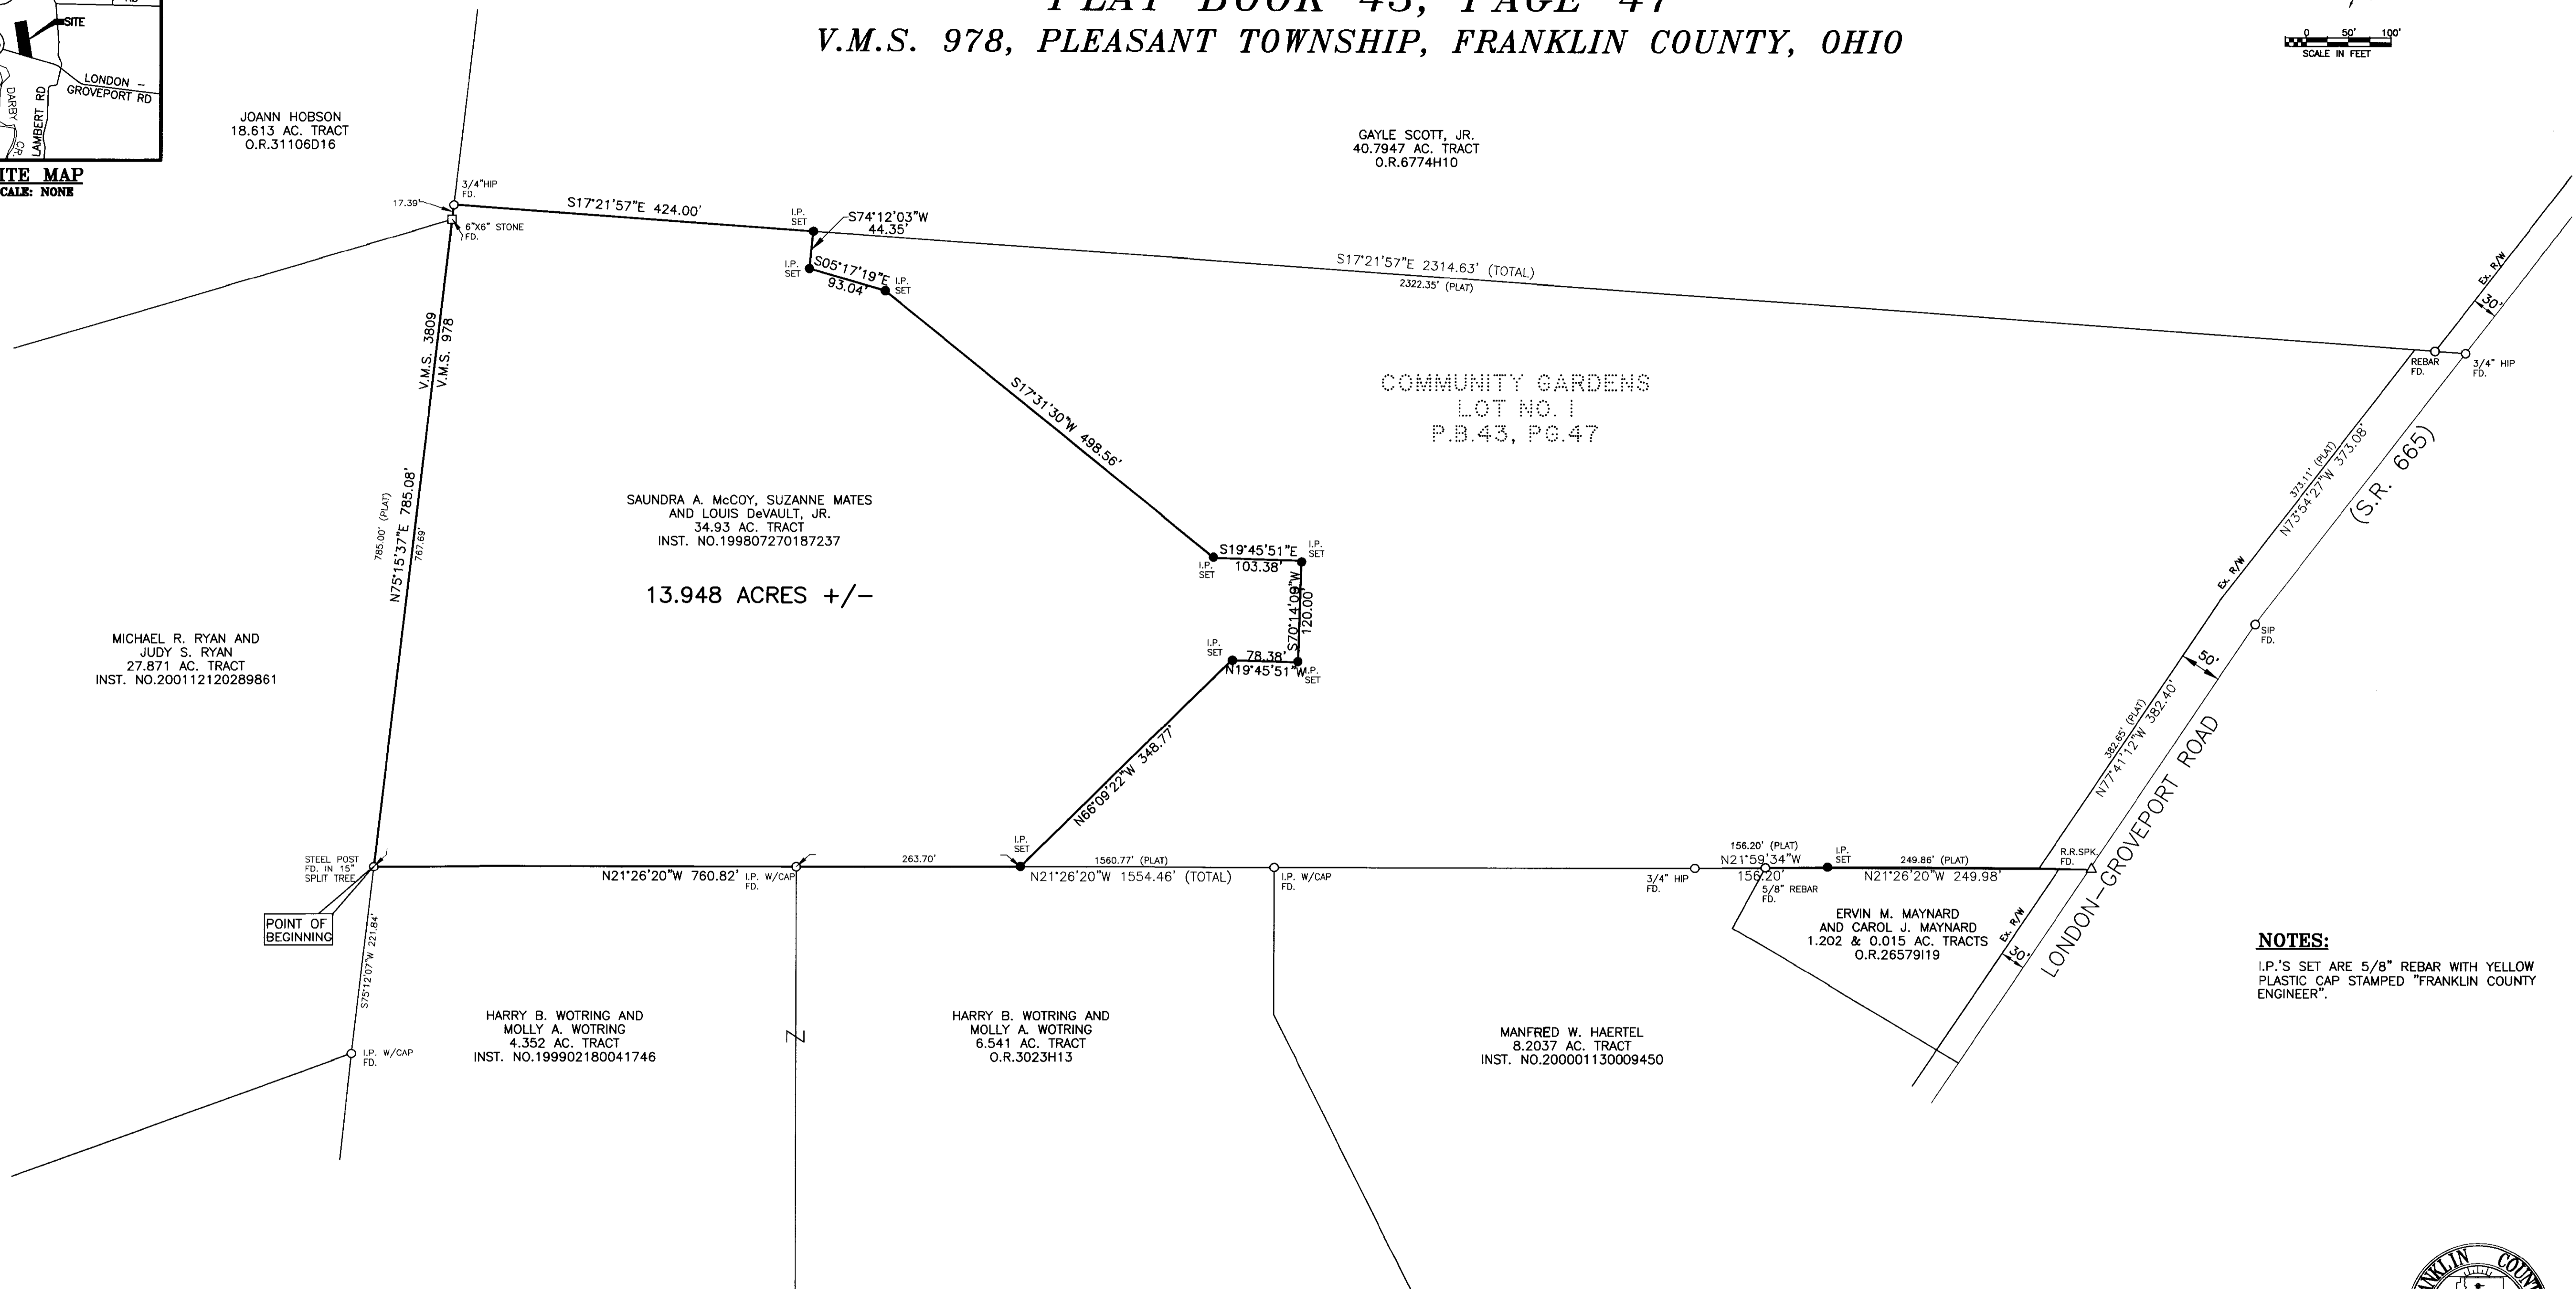 PLAT BOOK 43, PAGE 47
V.M.S. 978, PLEASANT TOWNSHIP, FRANKLIN COUNTY, OHIO
0 50' 100'
SCALE IN FEET
RD
SITE
LONDON -
GROVEPORT RD
DARBY
CR.
LAMBERT RD
ITE MAP
CALE: NONE
JOANN HOBSON
18.613 AC. TRACT
O.R.31106D16
GAYLE SCOTT, JR.
40.7947 AC. TRACT
O.R.6774H10
3/4"HIP
FD.
17.39'
6"X6" STONE
FD.
S17°21'57"E 424.00'
I.P.
SET
S74°12'03"W
44.35'
I.P.
SET
S05°17'19"E
93.04'
I.P.
SET
S17°21'57"E 2314.63' (TOTAL)
2322.35' (PLAT)
Ex. R/W
30'
REBAR
FD.
3/4" HIP
FD.
V.M.S. 3809
V.M.S. 978
S17°31'30"W 498.56'
COMMUNITY GARDENS
LOT NO. 1
P.B.43, PG.47
373.11' (PLAT)
N73°54'27"W 373.08'
(S.R. 665)
785.00' (PLAT)
N75°15'37"E 785.08'
767.69'
SAUNDRA A. McCOY, SUZANNE MATES
AND LOUIS DeVAULT, JR.
34.93 AC. TRACT
INST. NO.199807270187237
13.948 ACRES +/-
I.P.
SET
S19°45'51"E
103.38'
I.P.
SET
S70°14'09"W
120.00'
I.P.
SET
78.38'
N19°45'51"W
I.P.
SET
Ex. R/W
SIP
FD.
50'
MICHAEL R. RYAN AND
JUDY S. RYAN
27.871 AC. TRACT
INST. NO.200112120289861
N66°09'22"W 348.77'
382.65' (PLAT)
N77°41'12"W 382.40'
LONDON-GROVEPORT ROAD
STEEL POST
FD. IN 15"
SPLIT TREE
N21°26'20"W 760.82'
I.P. W/CAP
FD.
263.70'
I.P.
SET
1560.77' (PLAT)
N21°26'20"W 1554.46' (TOTAL)
I.P. W/CAP
FD.
3/4" HIP
FD.
156.20' (PLAT)
N21°59'34"W
156.20'
5/8" REBAR
FD.
I.P.
SET
249.86' (PLAT)
N21°26'20"W 249.98'
R.R.SPK.
FD.
POINT OF
BEGINNING
S75°12'07"W 221.84'
I.P. W/CAP
FD.
ERVIN M. MAYNARD
AND CAROL J. MAYNARD
1.202 & 0.015 AC. TRACTS
O.R.26579I19
Ex. R/W
30'
NOTES:
I.P.'S SET ARE 5/8" REBAR WITH YELLOW
PLASTIC CAP STAMPED "FRANKLIN COUNTY
ENGINEER".
HARRY B. WOTRING AND
MOLLY A. WOTRING
4.352 AC. TRACT
INST. NO.199902180041746
Z
HARRY B. WOTRING AND
MOLLY A. WOTRING
6.541 AC. TRACT
O.R.3023H13
MANFRED W. HAERTEL
8.2037 AC. TRACT
INST. NO.200001130009450
NKLIN COUNT